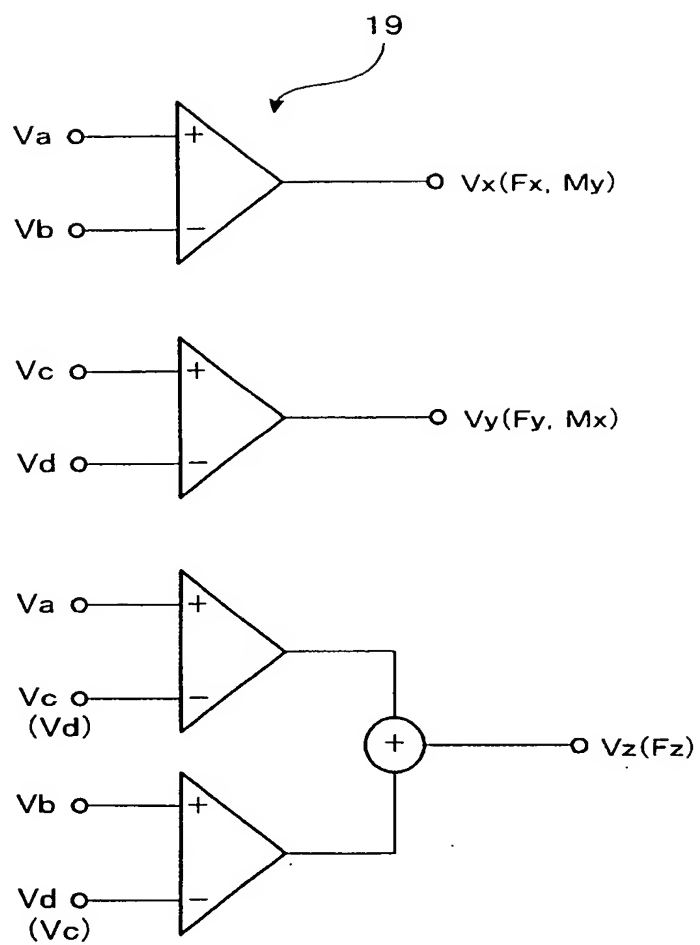 19
Va + 
Vb −
Vx(Fx, My)
Vc +
Vd −
Vy(Fy, Mx)
Va +
Vc −
(Vd)
+
Vz(Fz)
Vb +
Vd −
(Vc)